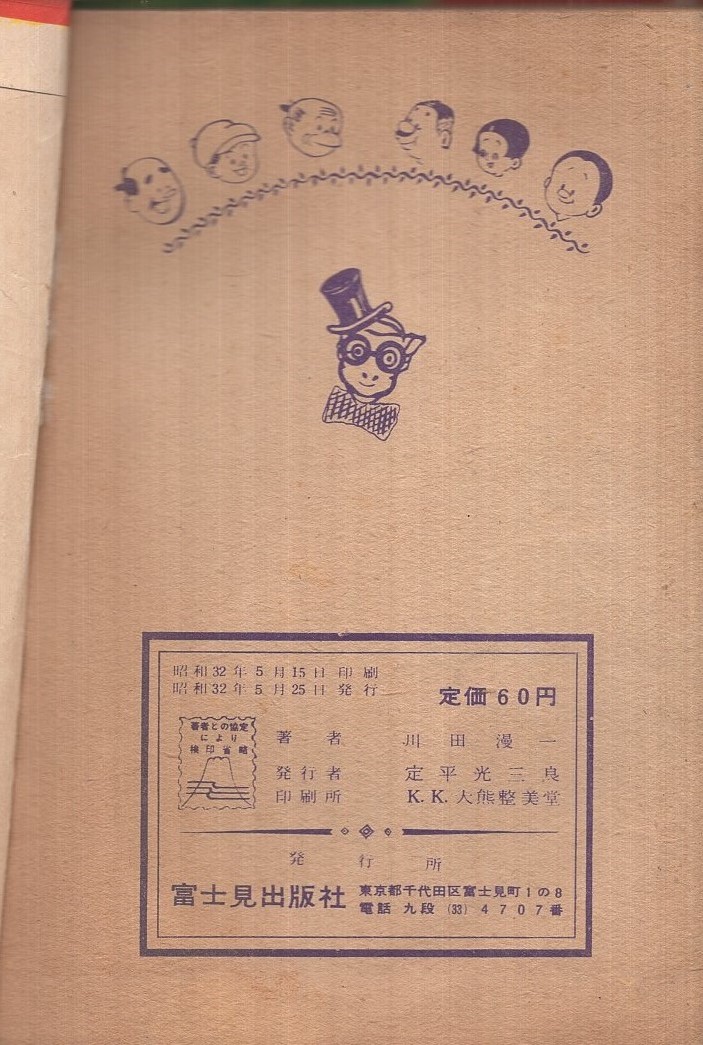 昭和32年5月15日 印刷
昭和32年5月25日 発行
定価60円
著者との協定
により
検印省略
著者 川田漫一
発行者 定平光三良
印刷所 K.K.大熊整美堂
発行所
富士見出版社
東京都千代田区富士見町1の8
電話 九段 (33) 4707番